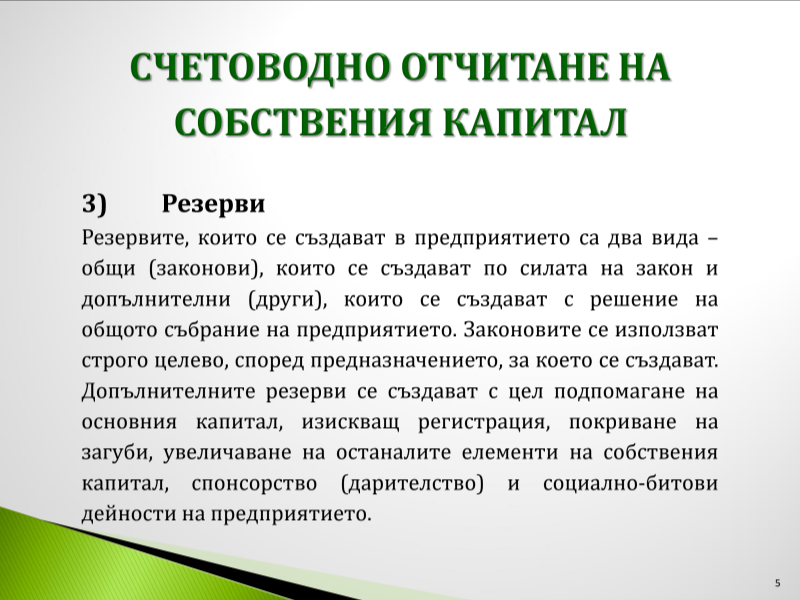 СЧЕТОВОДНО ОТЧИТАНЕ НА
СОБСТВЕНИЯ КАПИТАЛ
3) Резерви
Резервите, които се създават в предприятието са два вида –
общи (законови), които се създават по силата на закон и
допълнителни (други), които се създават с решение на
общото събрание на предприятието. Законовите се използват
строго целево, според предназначението, за което се създават.
Допълнителните резерви се създават с цел подпомагане на
основния капитал, изискващ регистрация, покриване на
загуби, увеличаване на останалите елементи на собствения
капитал, спонсорство (дарителство) и социално-битови
дейности на предприятието.
5